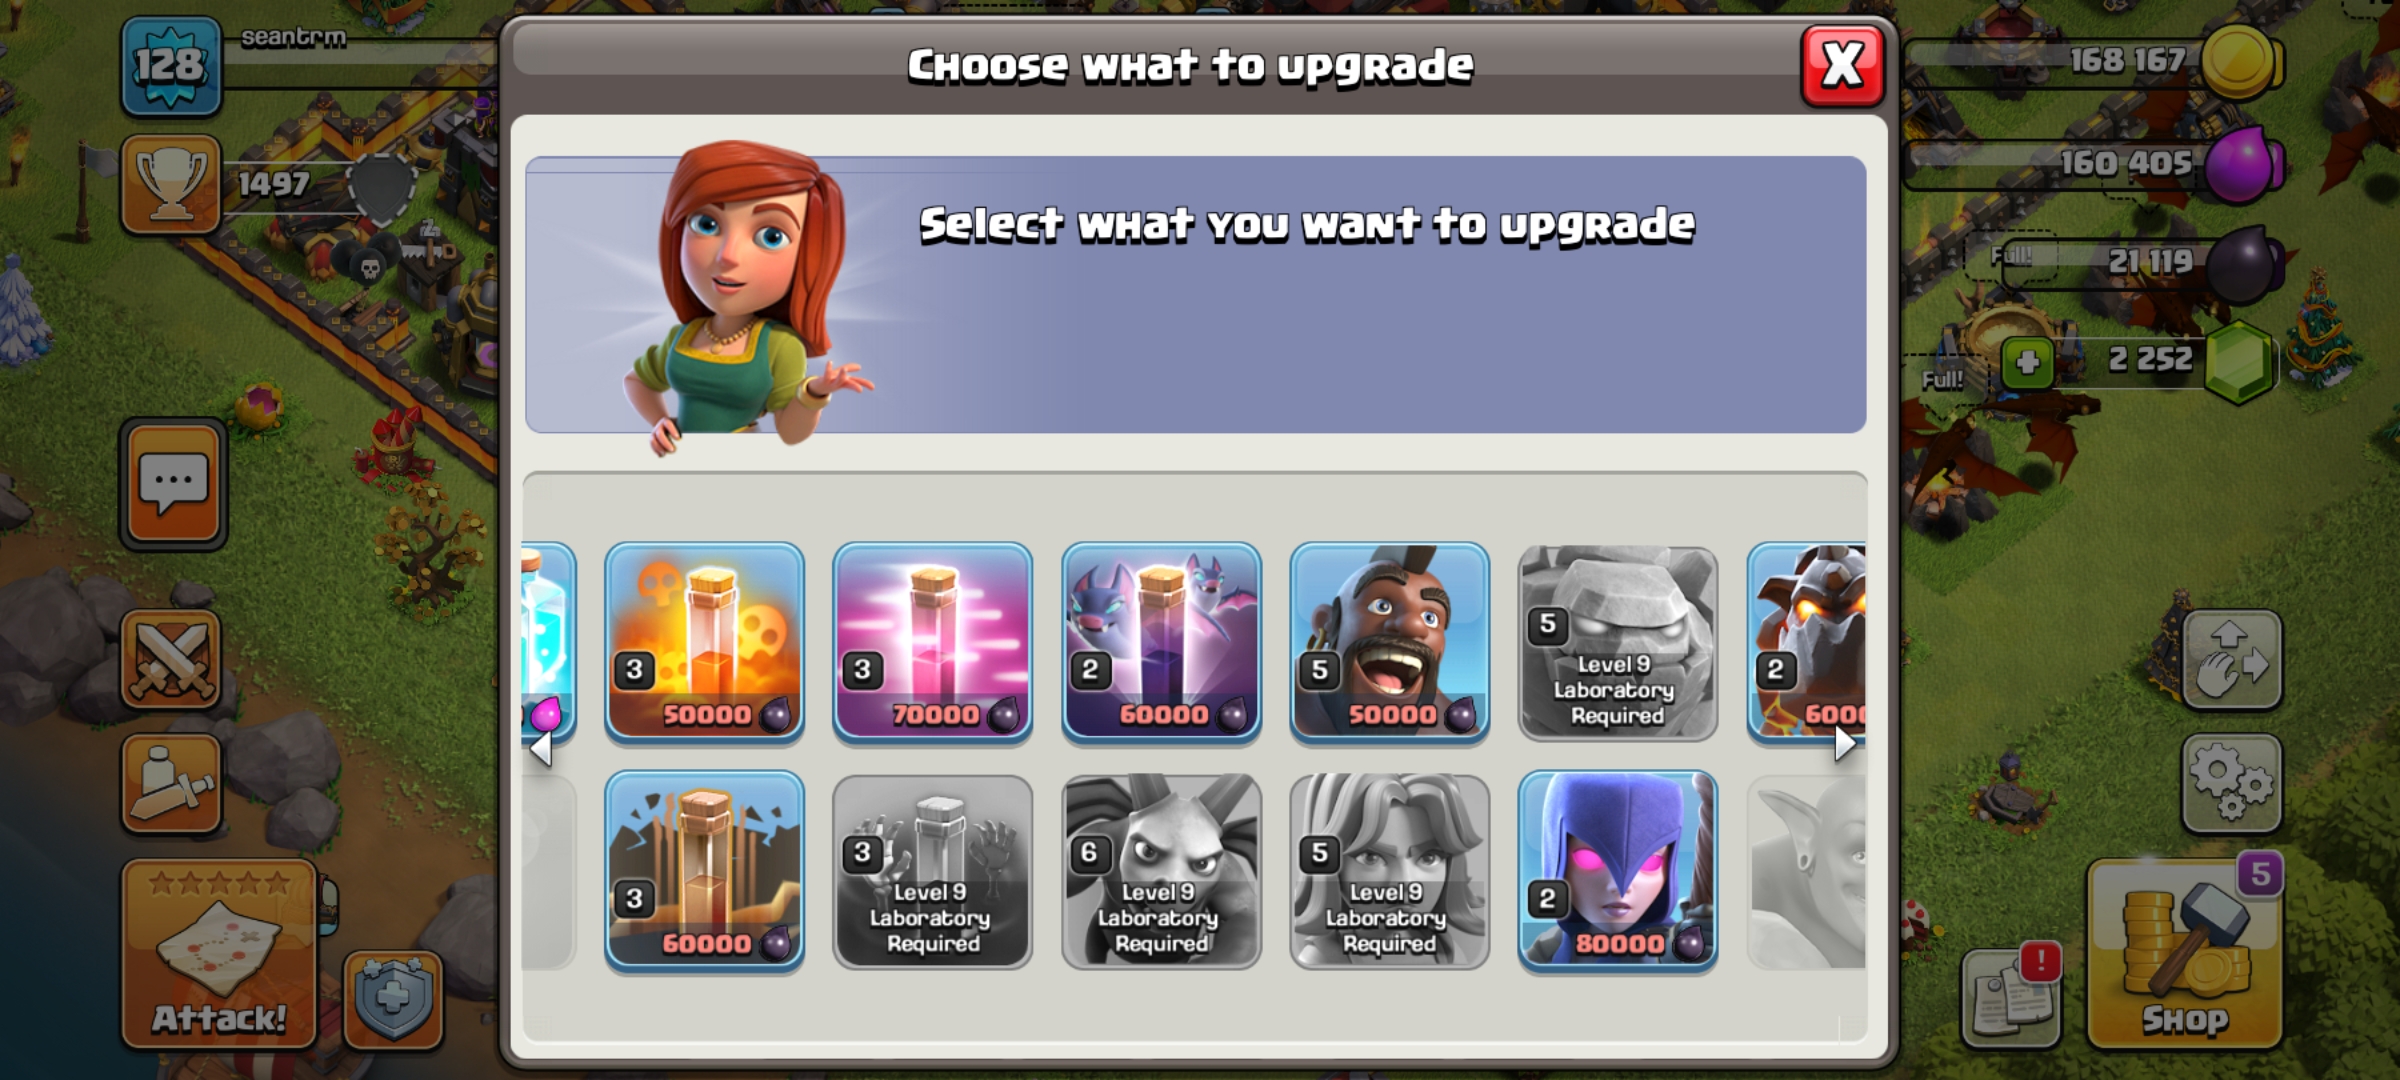 128
seantrm
Choose what to upgrade
X
168 167
1497
160 405
Select what you want to upgrade
Full!
21 119
2 252
Full!
3
50000
3
70000
2
60000
5
50000
5
Level 9
Laboratory
Required
2
3
60000
3
Level 9
Laboratory
Required
6
Level 9
Laboratory
Required
5
Level 9
Laboratory
Required
2
80000
Attack!
5
!
Shop